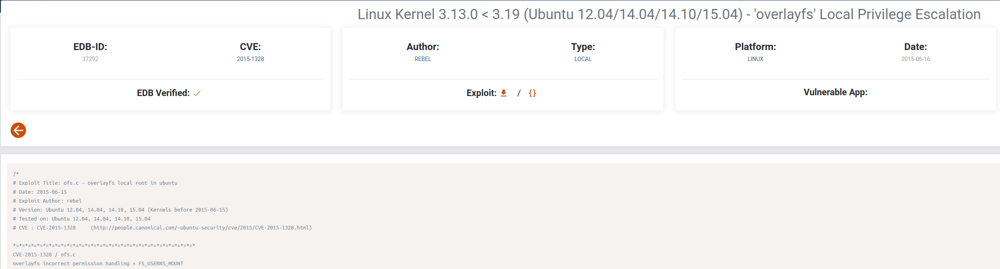 Linux Kernel 3.13.0 < 3.19 (Ubuntu 12.04/14.04/14.10/15.04) - 'overlayfs' Local Privilege Escalation
EDB-ID:
37292
CVE:
2015-1328
EDB Verified:
Author:
REBEL
Type:
LOCAL
Exploit: / {}
Platform:
LINUX
Date:
2015-06-16
Vulnerable App:
/*
# Exploit Title: ofs.c - overlayfs local root in ubuntu
# Date: 2015-06-15
# Exploit Author: rebel
# Version: Ubuntu 12.04, 14.04, 14.10, 15.04 (Kernels before 2015-06-15)
# Tested on: Ubuntu 12.04, 14.04, 14.10, 15.04
# CVE : CVE-2015-1328     (http://people.canonical.com/~ubuntu-security/cve/2015/CVE-2015-1328.html)
*=*=*=*=*=*=*=*=*=*=*=*=*=*=*=*=*=*=*=*=*=*=*=*=*=*=*=*=*=*=*
CVE-2015-1328 / ofs.c
overlayfs incorrect permission handling + FS_USERNS_MOUNT